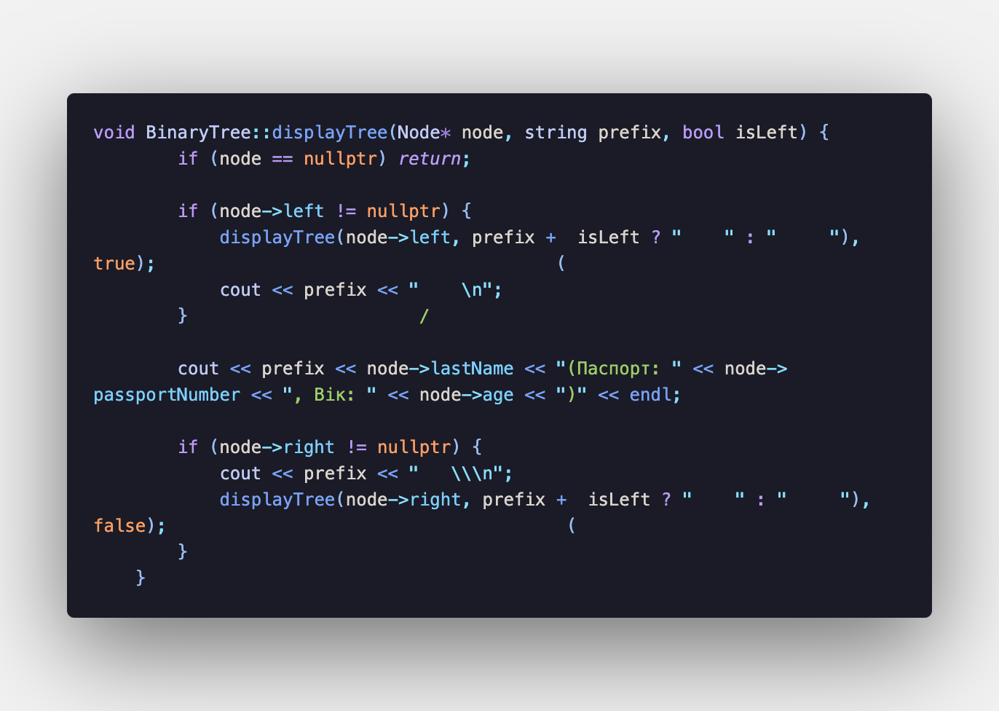 void BinaryTree::displayTree(Node* node, string prefix, bool isLeft) {
        if (node == nullptr) return;

        if (node->left != nullptr) {
            displayTree(node->left, prefix +  isLeft ? "    " : "     "),
true);                                      (
            cout << prefix << "    \n";
        }                      /

        cout << prefix << node->lastName << "(Паспорт: " << node->
passportNumber << ", Вік: " << node->age << ")" << endl;

        if (node->right != nullptr) {
            cout << prefix << "   \\\n";
            displayTree(node->right, prefix +  isLeft ? "    " : "     "),
false);                                      (
        }
    }